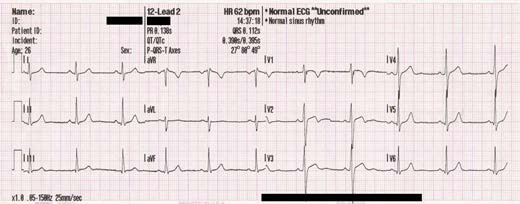 Name: 12-Lead 2 HR 62 bpm • Normal ECG **Unconfirmed**
ID: 14:37:18 • Normal sinus rhythm
Patient ID: PR 0.138s QRS 0.112s
Incident: QT/QTc 0.390s/0.395s
Age: 26 Sex: P-QRS-T Axes 27° 80° 49°
I aVR V1 V4
II aVL V2 V5
III aVF V3 V6
x1.0 .05-150Hz 25mm/sec